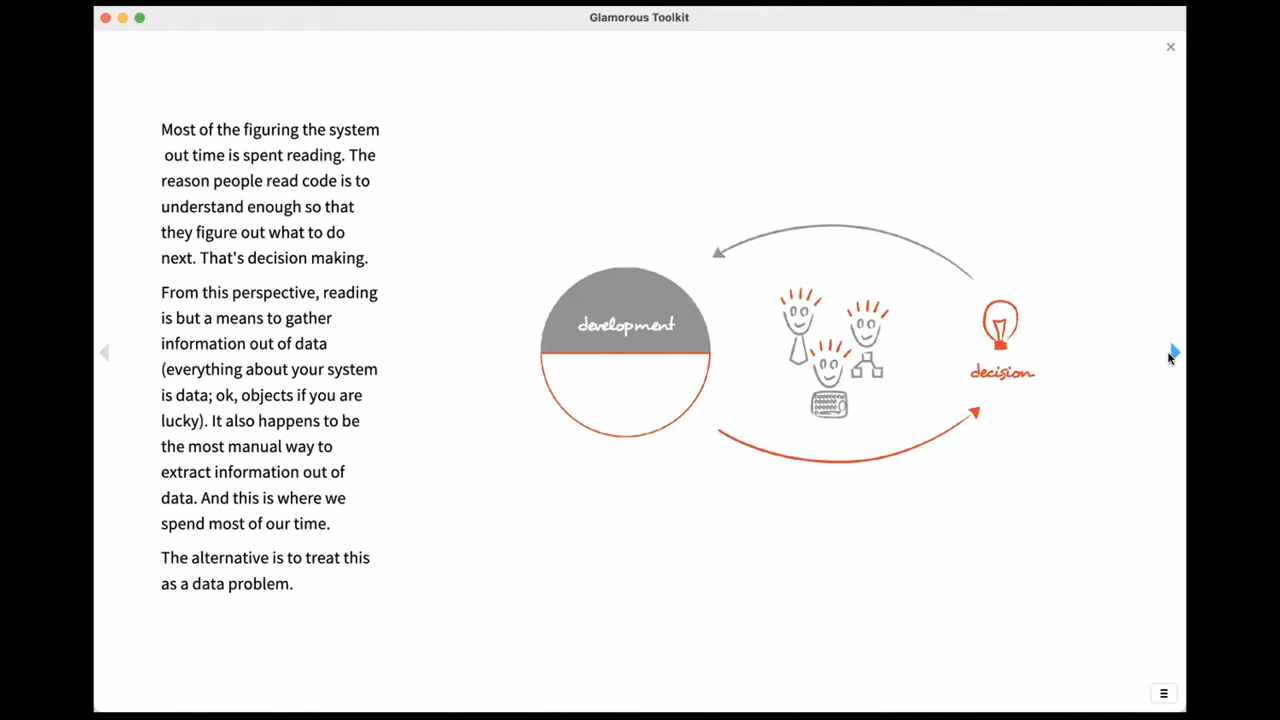 Glamorous Toolkit
Most of the figuring the system
out time is spent reading. The
reason people read code is to
understand enough so that
they figure out what to do
next. That's decision making.
From this perspective, reading
is but a means to gather
information out of data
(everything about your system
is data; ok, objects if you are
lucky). It also happens to be
the most manual way to
extract information out of
data. And this is where we
spend most of our time.
The alternative is to treat this
as a data problem.
development
decision